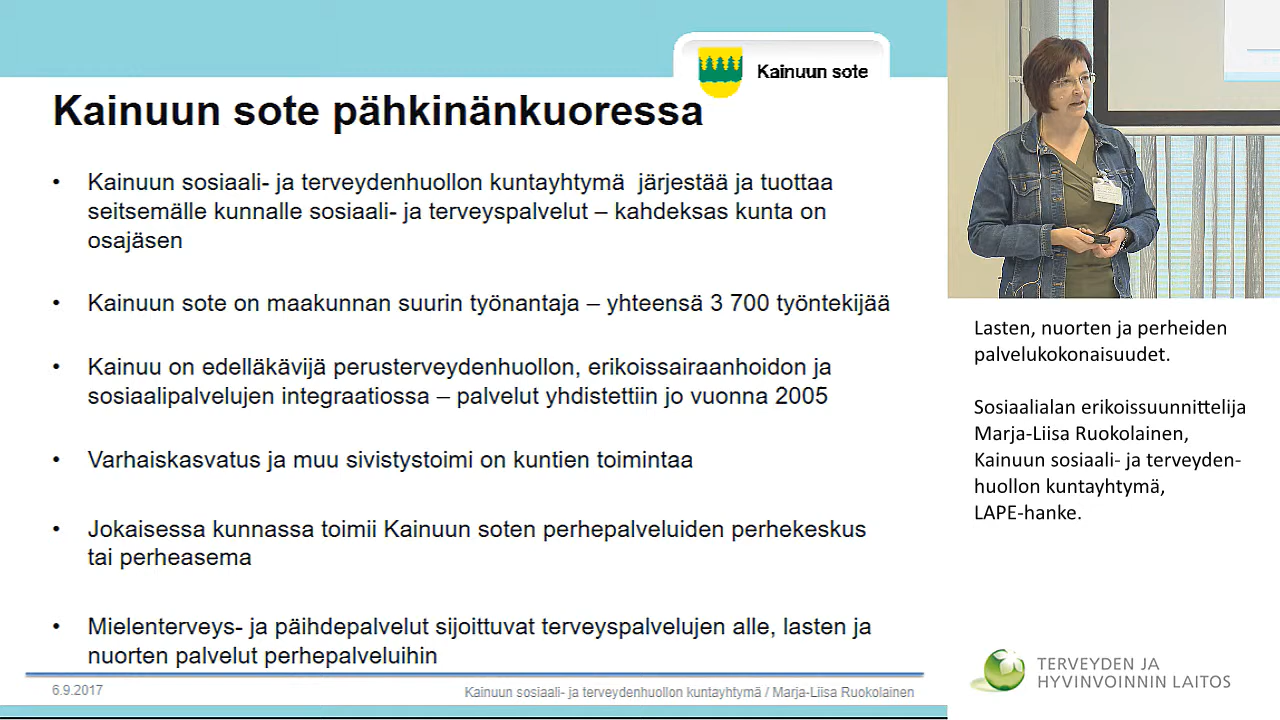 Kainuun sote
Kainuun sote pähkinänkuoressa
• Kainuun sosiaali- ja terveydenhuollon kuntayhtymä järjestää ja tuottaa
seitsemälle kunnalle sosiaali- ja terveyspalvelut – kahdeksas kunta on
osajäsen
• Kainuun sote on maakunnan suurin työnantaja – yhteensä 3 700 työntekijää
• Kainuu on edelläkävijä perusterveydenhuollon, erikoissairaanhoidon ja
sosiaalipalvelujen integraatiossa – palvelut yhdistettiin jo vuonna 2005
• Varhaiskasvatus ja muu sivistystoimi on kuntien toimintaa
• Jokaisessa kunnassa toimii Kainuun soten perhepalveluiden perhekeskus
tai perheasema
• Mielenterveys- ja päihdepalvelut sijoittuvat terveyspalvelujen alle, lasten ja
nuorten palvelut perhepalveluihin
6.9.2017
Kainuun sosiaali- ja terveydenhuollon kuntayhtymä / Marja-Liisa Ruokolainen
Lasten, nuorten ja perheiden
palvelukokonaisuudet.
Sosiaalialan erikoissuunnittelija
Marja-Liisa Ruokolainen,
Kainuun sosiaali- ja terveyden-
huollon kuntayhtymä,
LAPE-hanke.
TERVEYDEN JA
HYVINVOINNIN LAITOS